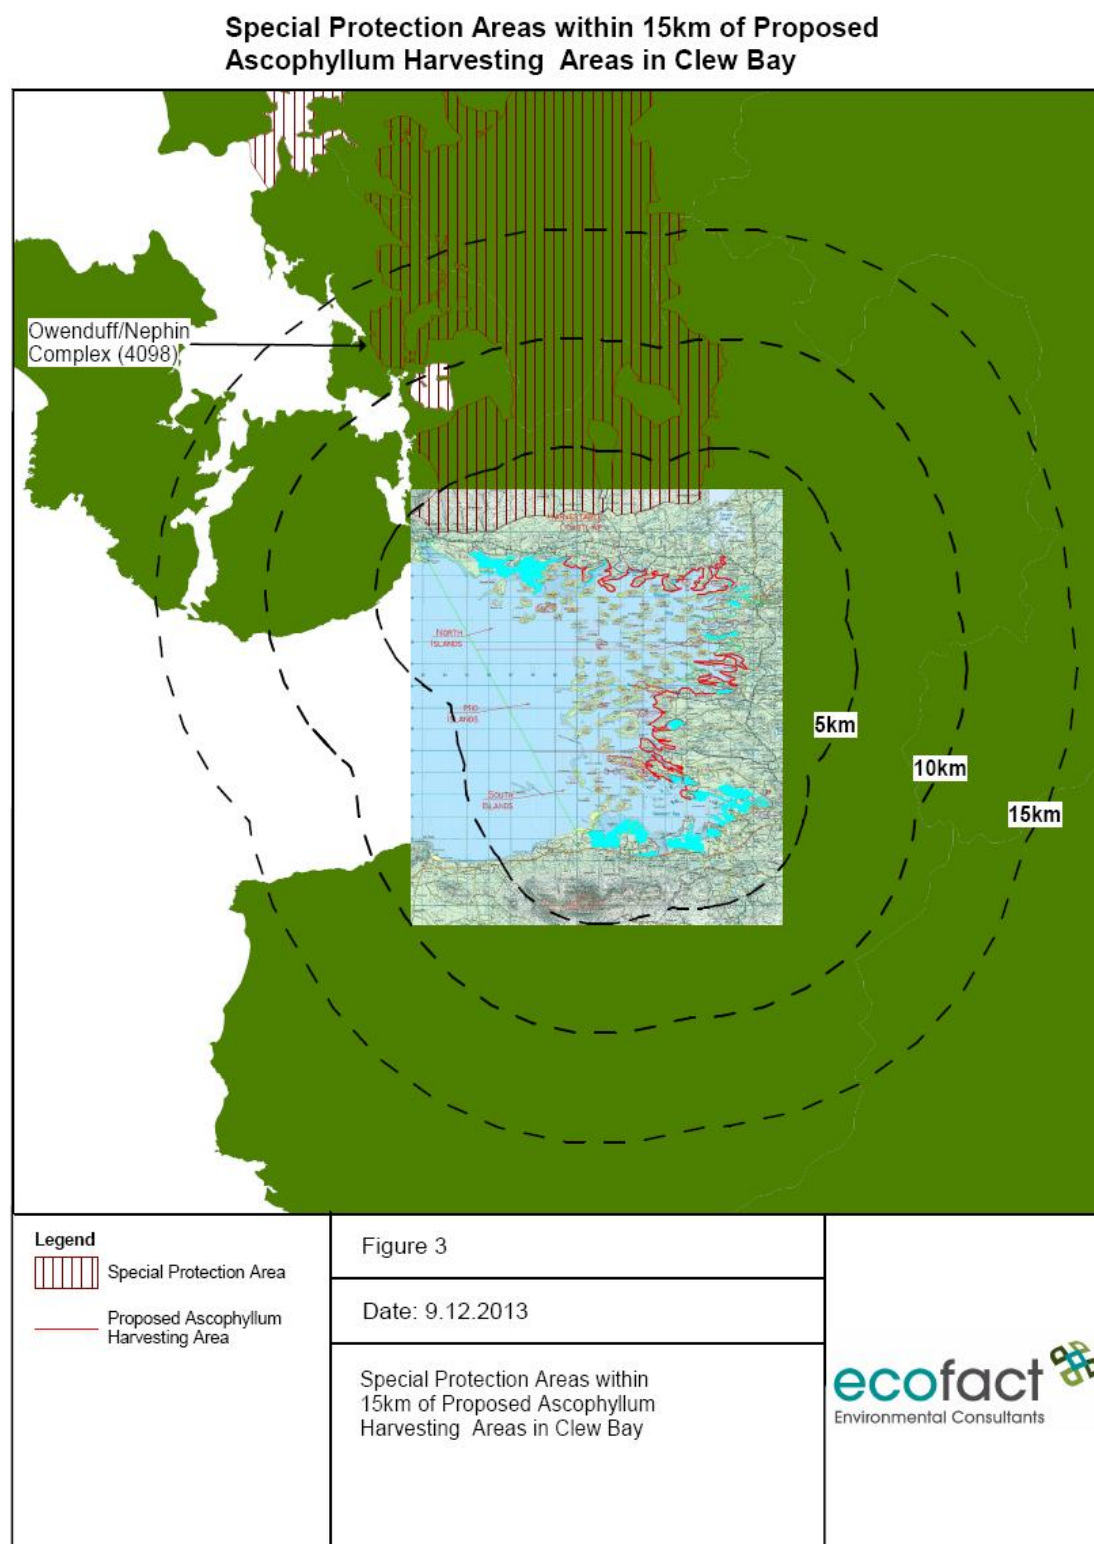 Special Protection Areas within 15km of Proposed
Ascophyllum Harvesting Areas in Clew Bay
Owenduff/Nephin
Complex (4098)
HARVESTABLE
COASTLINE
NORTH
ISLANDS
MID
ISLANDS
SOUTH
ISLANDS
5km
10km
15km
Legend
Special Protection Area
Proposed Ascophyllum
Harvesting Area
Figure 3
Date: 9.12.2013
Special Protection Areas within
15km of Proposed Ascophyllum
Harvesting Areas in Clew Bay
ecofact
Environmental Consultants